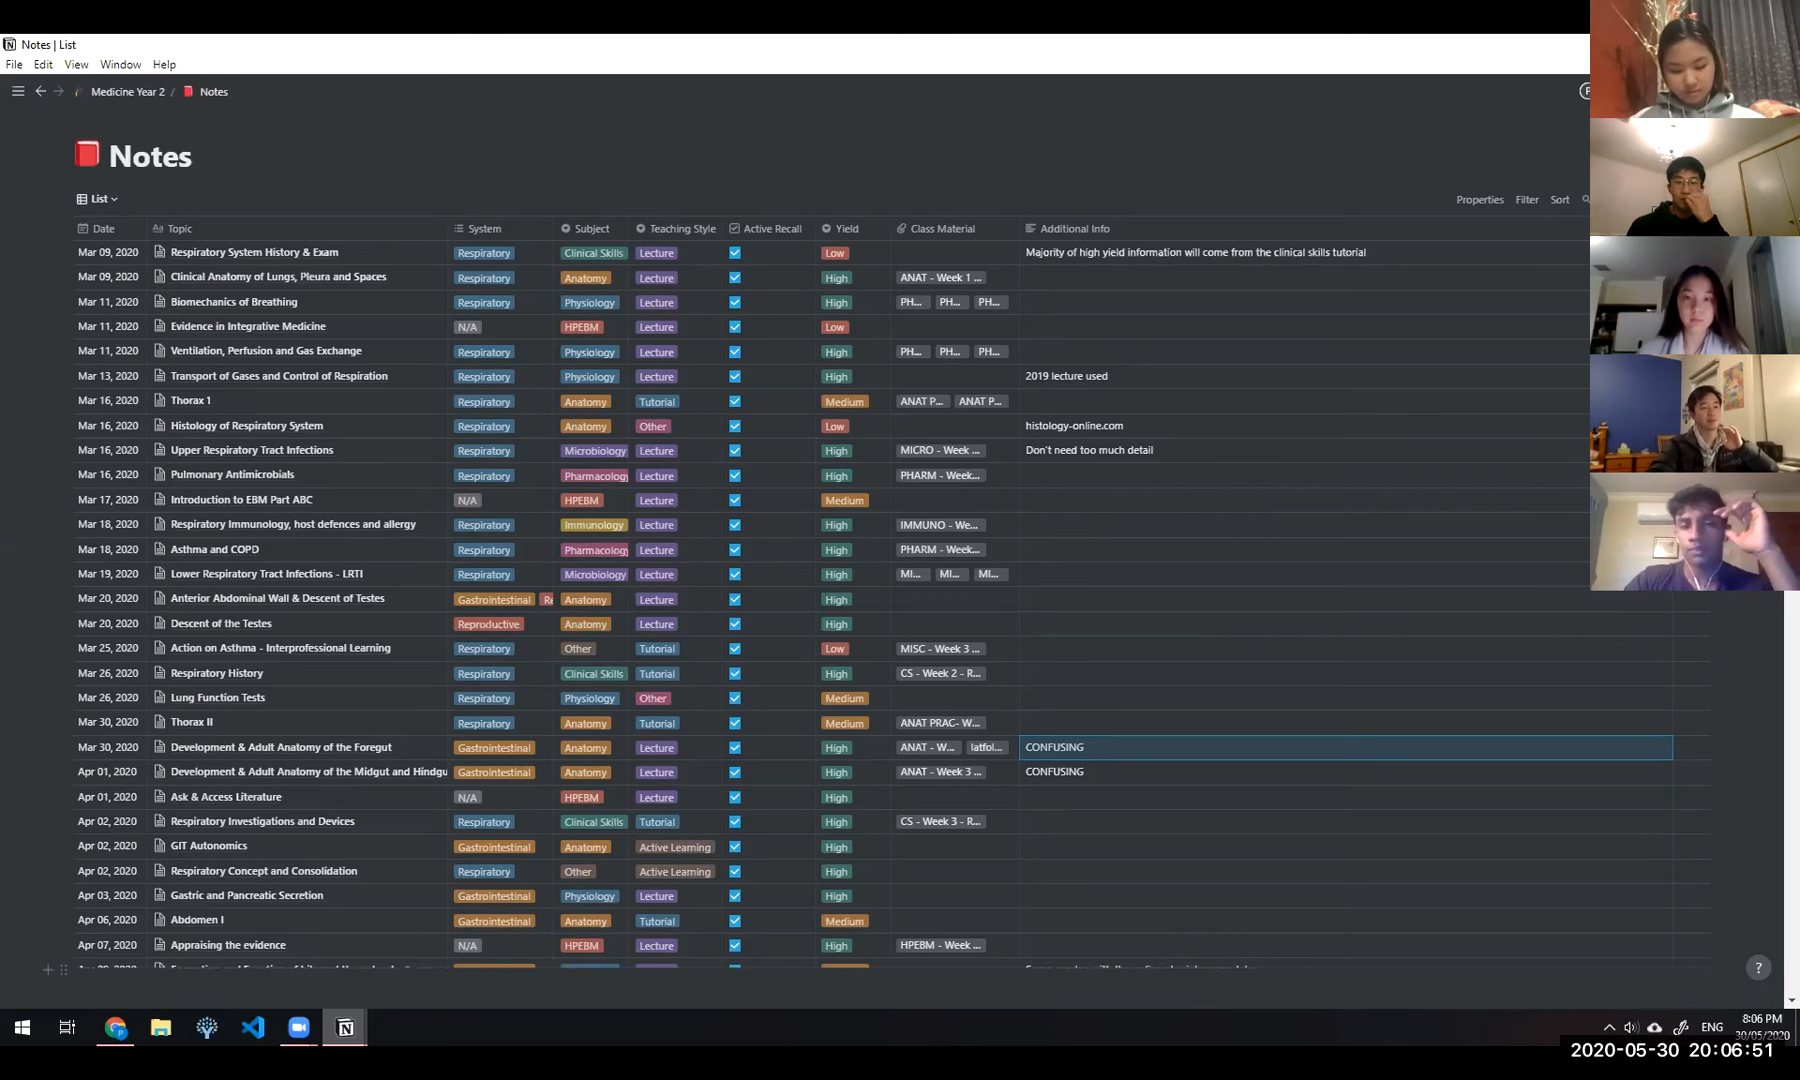 Notes | List
File Edit View Window Help
Medicine Year 2 / Notes
Notes
List Properties Filter Sort
Date Topic System Subject Teaching Style Active Recall Yield Class Material Additional Info
Mar 09, 2020 Respiratory System History & Exam Respiratory Clinical Skills Lecture Low Majority of high yield information will come from the clinical skills tutorial
Mar 09, 2020 Clinical Anatomy of Lungs, Pleura and Spaces Respiratory Anatomy Lecture High ANAT - Week 1 ...
Mar 11, 2020 Biomechanics of Breathing Respiratory Physiology Lecture High PH... PH... PH...
Mar 11, 2020 Evidence in Integrative Medicine N/A HPEBM Lecture Low
Mar 11, 2020 Ventilation, Perfusion and Gas Exchange Respiratory Physiology Lecture High PH... PH... PH...
Mar 13, 2020 Transport of Gases and Control of Respiration Respiratory Physiology Lecture High 2019 lecture used
Mar 16, 2020 Thorax 1 Respiratory Anatomy Tutorial Medium ANAT P... ANAT P...
Mar 16, 2020 Histology of Respiratory System Respiratory Anatomy Other Low histology-online.com
Mar 16, 2020 Upper Respiratory Tract Infections Respiratory Microbiology Lecture High MICRO - Week ... Don't need too much detail
Mar 16, 2020 Pulmonary Antimicrobials Respiratory Pharmacology Lecture High PHARM - Week...
Mar 17, 2020 Introduction to EBM Part ABC N/A HPEBM Lecture Medium
Mar 18, 2020 Respiratory Immunology, host defences and allergy Respiratory Immunology Lecture High IMMUNO - We...
Mar 18, 2020 Asthma and COPD Respiratory Pharmacology Lecture High PHARM - Week...
Mar 19, 2020 Lower Respiratory Tract Infections - LRTI Respiratory Microbiology Lecture High MI... MI... MI...
Mar 20, 2020 Anterior Abdominal Wall & Descent of Testes Gastrointestinal Re Anatomy Lecture High
Mar 20, 2020 Descent of the Testes Reproductive Anatomy Lecture High
Mar 25, 2020 Action on Asthma - Interprofessional Learning Respiratory Other Tutorial Low MISC - Week 3 ...
Mar 26, 2020 Respiratory History Respiratory Clinical Skills Tutorial High CS - Week 2 - R...
Mar 26, 2020 Lung Function Tests Respiratory Physiology Other Medium
Mar 30, 2020 Thorax II Respiratory Anatomy Tutorial Medium ANAT PRAC- W...
Mar 30, 2020 Development & Adult Anatomy of the Foregut Gastrointestinal Anatomy Lecture High ANAT - W... latfol... CONFUSING
Apr 01, 2020 Development & Adult Anatomy of the Midgut and Hindgu Gastrointestinal Anatomy Lecture High ANAT - Week 3 ... CONFUSING
Apr 01, 2020 Ask & Access Literature N/A HPEBM Lecture High
Apr 02, 2020 Respiratory Investigations and Devices Respiratory Clinical Skills Tutorial High CS - Week 3 - R...
Apr 02, 2020 GIT Autonomics Gastrointestinal Anatomy Active Learning High
Apr 02, 2020 Respiratory Concept and Consolidation Respiratory Other Active Learning High
Apr 03, 2020 Gastric and Pancreatic Secretion Gastrointestinal Physiology Lecture High
Apr 06, 2020 Abdomen I Gastrointestinal Anatomy Tutorial Medium
Apr 07, 2020 Appraising the evidence N/A HPEBM Lecture High HPEBM - Week ...
?
ENG 8:06 PM
30/05/2020
2020-05-30 20:06:51